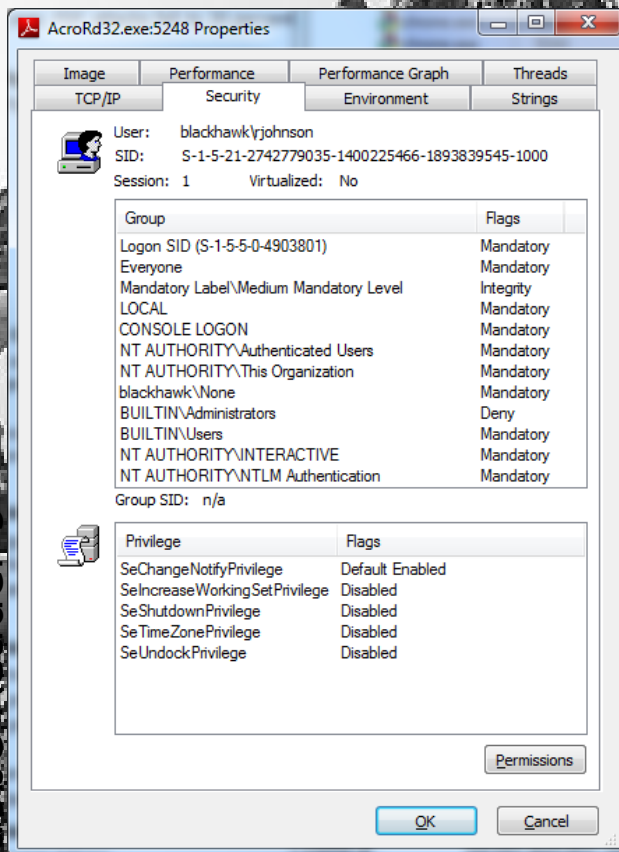 AcroRd32.exe:5248 Properties
Image Performance Performance Graph Threads
TCP/IP Security Environment Strings
User: blackhawk\rjohnson
SID: S-1-5-21-2742779035-1400225466-1893839545-1000
Session: 1 Virtualized: No
Group Flags
Logon SID (S-1-5-5-0-4903801) Mandatory
Everyone Mandatory
Mandatory Label\Medium Mandatory Level Integrity
LOCAL Mandatory
CONSOLE LOGON Mandatory
NT AUTHORITY\Authenticated Users Mandatory
NT AUTHORITY\This Organization Mandatory
blackhawk\None Mandatory
BUILTIN\Administrators Deny
BUILTIN\Users Mandatory
NT AUTHORITY\INTERACTIVE Mandatory
NT AUTHORITY\NTLM Authentication Mandatory
Group SID: n/a
Privilege Flags
SeChangeNotifyPrivilege Default Enabled
SeIncreaseWorkingSetPrivilege Disabled
SeShutdownPrivilege Disabled
SeTimeZonePrivilege Disabled
SeUndockPrivilege Disabled
Permissions
OK Cancel